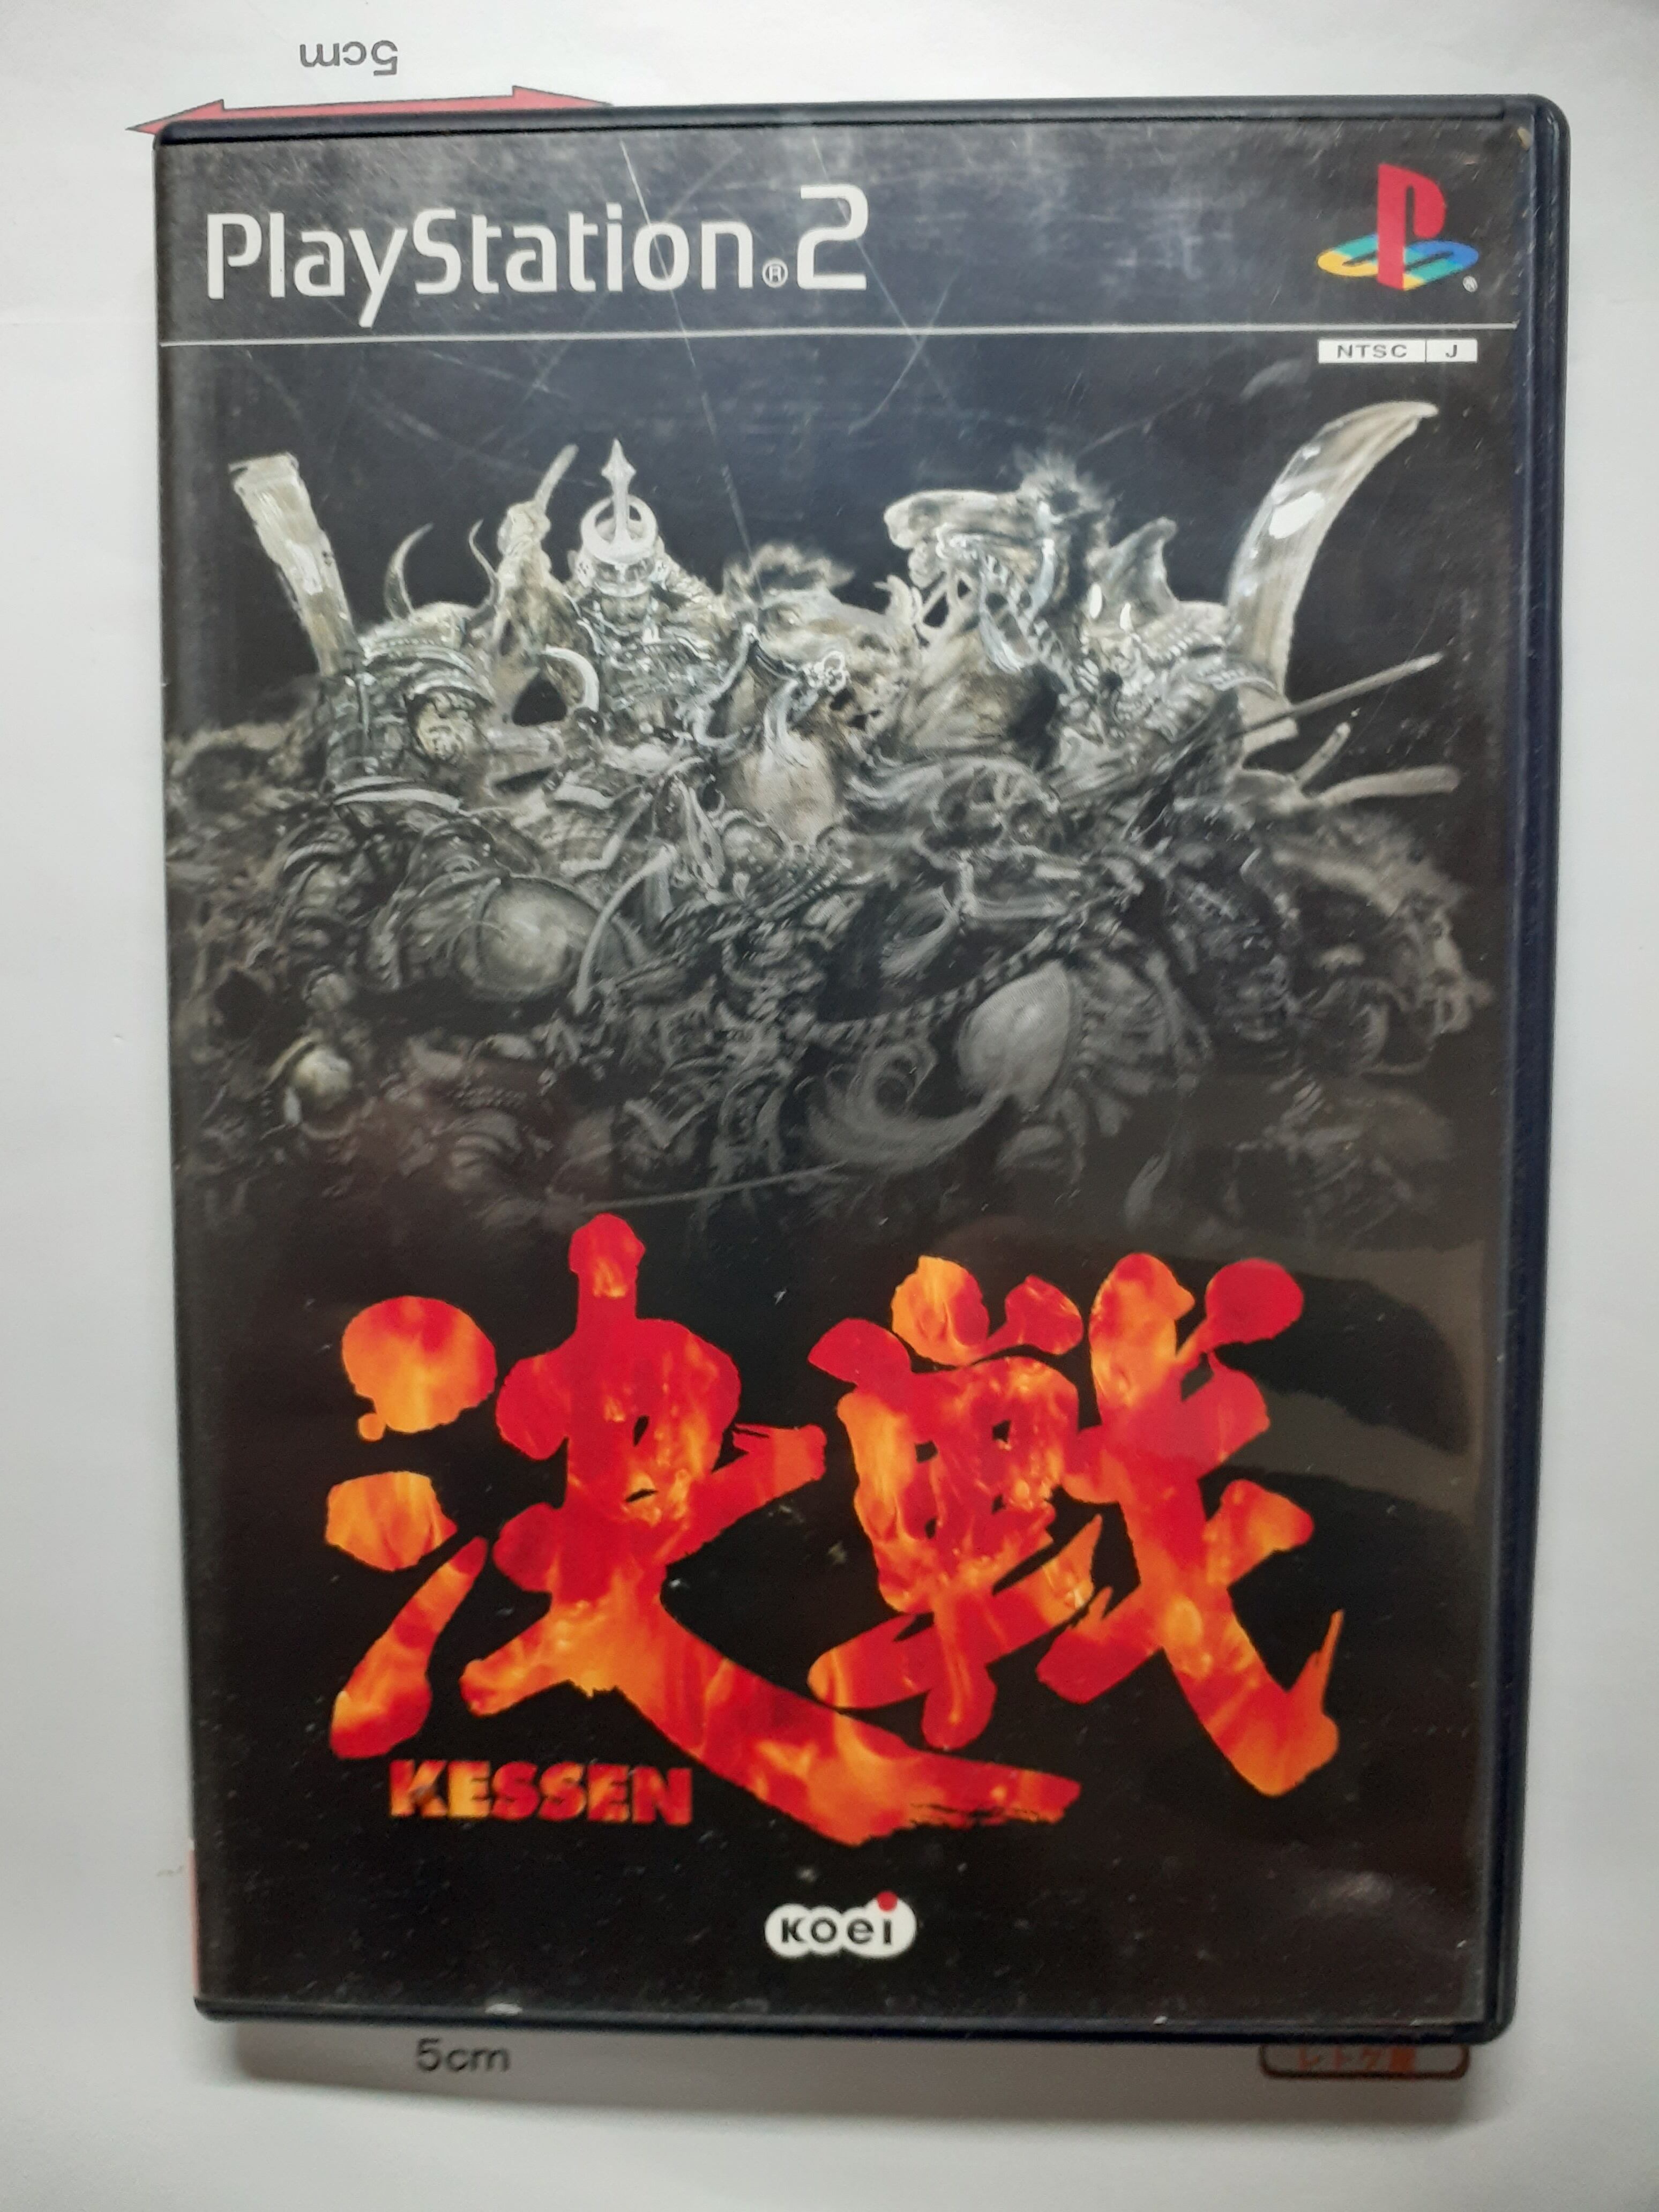 5cm
PlayStation®2
NTSC J
決戦
KESSEN
KOEI
5cm